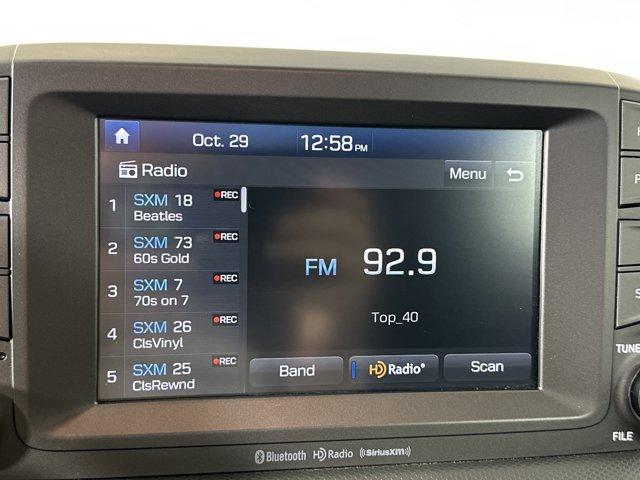 Oct. 29 12:58 PM
Radio Menu
1 SXM 18 REC
Beatles
2 SXM 73 REC
60s Gold
3 SXM 7 REC
70s on 7
4 SXM 26 REC
ClsVinyl
5 SXM 25 REC
ClsRewnd
FM 92.9
Top_40
Band HD Radio® Scan
Bluetooth HD Radio ((SiriusXM))
TUNE
FILE